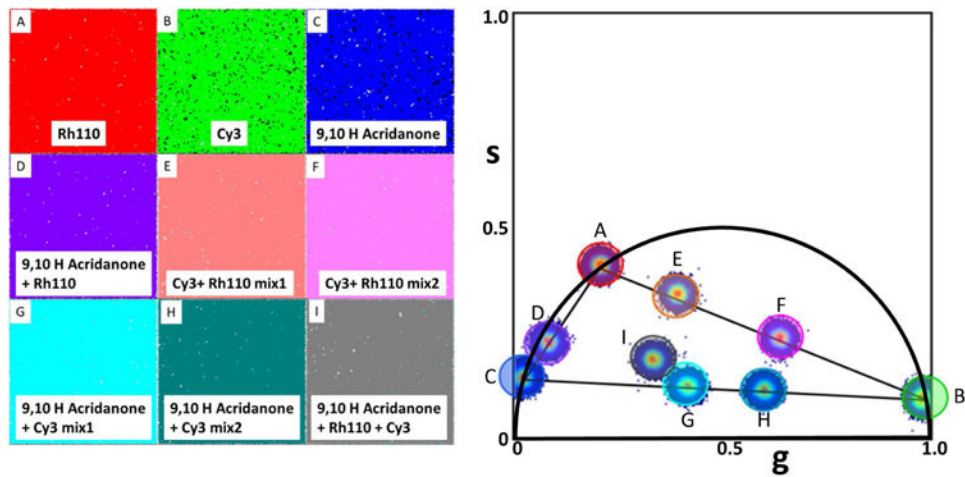 A
B
C
Rh110
Cy3
9,10 H Acridanone
D
E
F
9,10 H Acridanone
+ Rh110
Cy3+ Rh110 mix1
Cy3+ Rh110 mix2
G
H
I
9,10 H Acridanone
+ Cy3 mix1
9,10 H Acridanone
+ Cy3 mix2
9,10 H Acridanone
+ Rh110 + Cy3
1.0
S
0.5
0
A
E
D
F
I
C
B
G
H
0
0.5
1.0
g